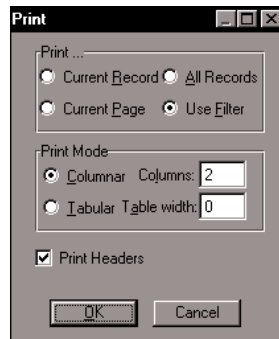 Print
Print ...
Current Record All Records
Current Page Use Filter
Print Mode
Columnar Columns: 2
Tabular Table width: 0
Print Headers
OK Cancel